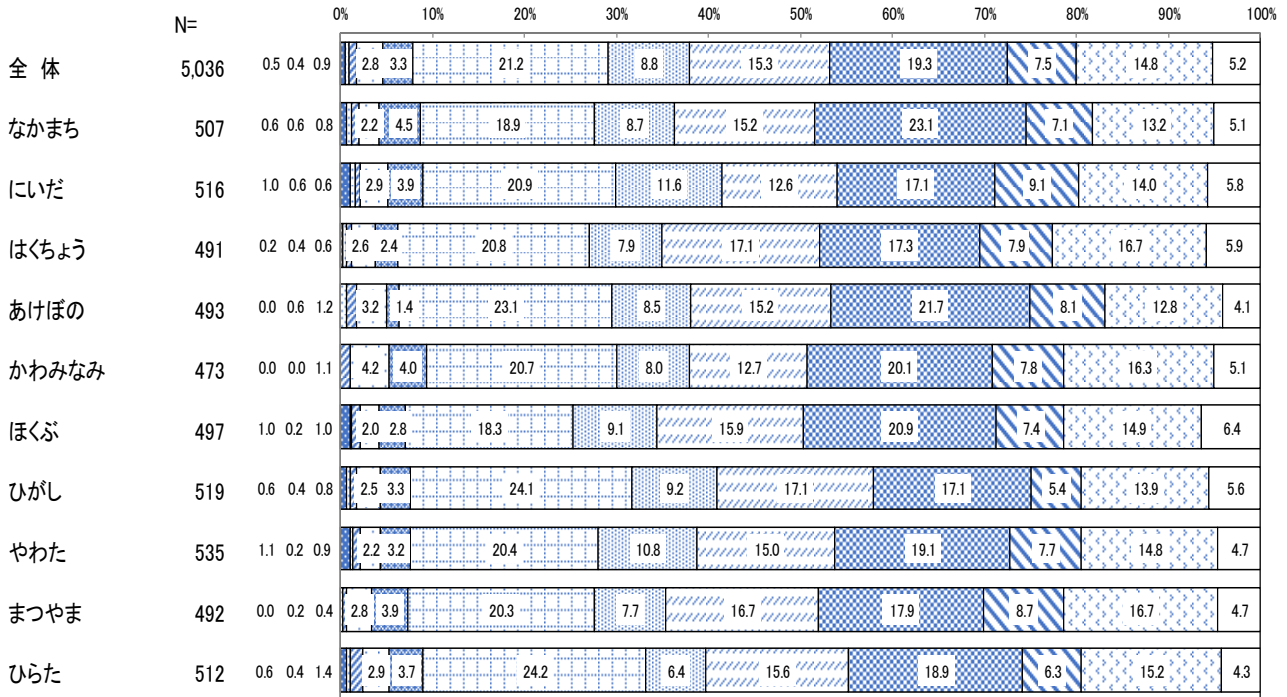 N= 0% 10% 20% 30% 40% 50% 60% 70% 80% 90% 100%
全 体 5,036 0.5 0.4 0.9 2.8 3.3 21.2 8.8 15.3 19.3 7.5 14.8 5.2
なかまち 507 0.6 0.6 0.8 2.2 4.5 18.9 8.7 15.2 23.1 7.1 13.2 5.1
にいだ 516 1.0 0.6 0.6 2.9 3.9 20.9 11.6 12.6 17.1 9.1 14.0 5.8
はくちょう 491 0.2 0.4 0.6 2.6 2.4 20.8 7.9 17.1 17.3 7.9 16.7 5.9
あけぼの 493 0.0 0.6 1.2 3.2 1.4 23.1 8.5 15.2 21.7 8.1 12.8 4.1
かわみなみ 473 0.0 0.0 1.1 4.2 4.0 20.7 8.0 12.7 20.1 7.8 16.3 5.1
ほくぶ 497 1.0 0.2 1.0 2.0 2.8 18.3 9.1 15.9 20.9 7.4 14.9 6.4
ひがし 519 0.6 0.4 0.8 2.5 3.3 24.1 9.2 17.1 17.1 5.4 13.9 5.6
やわた 535 1.1 0.2 0.9 2.2 3.2 20.4 10.8 15.0 19.1 7.7 14.8 4.7
まつやま 492 0.0 0.2 0.4 2.8 3.9 20.3 7.7 16.7 17.9 8.7 16.7 4.7
ひらた 512 0.6 0.4 1.4 2.9 3.7 24.2 6.4 15.6 18.9 6.3 15.2 4.3